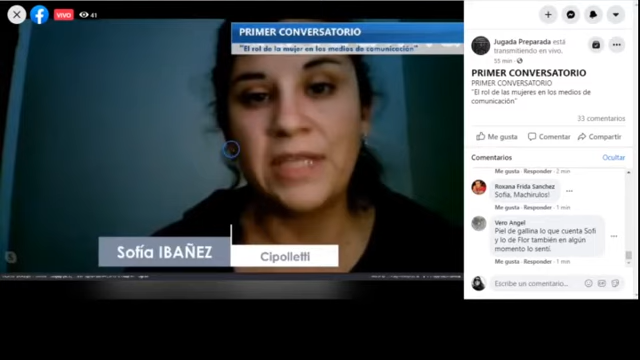 VIVO
41
PRIMER CONVERSATORIO
"El rol de la mujer en los medios de comunicación"
Sofía IBAÑEZ
Cipolletti
Jugada Preparada está
transmitiendo en vivo.
55 min
PRIMER CONVERSATORIO
PRIMER CONVERSATORIO
"El rol de las mujeres en los medios de
comunicación"
33 comentarios
Me gusta Comentar Compartir
Comentarios Ocultar
Me gusta · Responder · 2 min
Roxana Frida Sanchez
Sofía, Machirulos!
Me gusta · Responder · 1 min
Vero Angel
Piel de gallina lo que cuenta Sofi
y lo de Flor también en algún
momento lo sentí.
Me gusta · Responder · 1 min
Escribe un comentario...